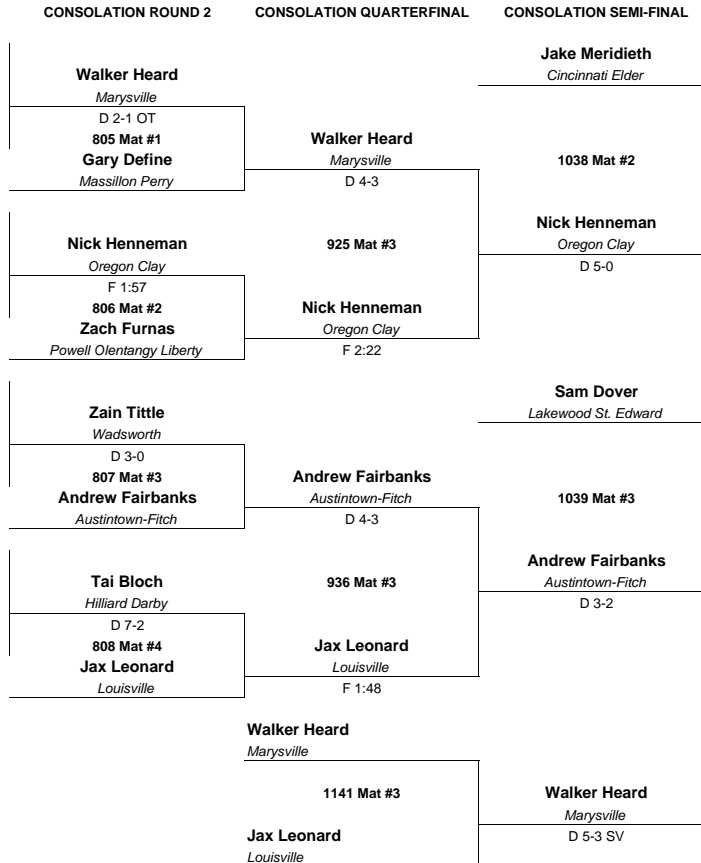 CONSOLATION ROUND 2
CONSOLATION QUARTERFINAL
CONSOLATION SEMI-FINAL
Walker Heard
Marysville
D 2-1 OT
805 Mat #1
Gary Define
Massillon Perry
Nick Henneman
Oregon Clay
F 1:57
806 Mat #2
Zach Furnas
Powell Olentangy Liberty
Zain Tittle
Wadsworth
D 3-0
807 Mat #3
Andrew Fairbanks
Austintown-Fitch
Tai Bloch
Hilliard Darby
D 7-2
808 Mat #4
Jax Leonard
Louisville
Walker Heard
Marysville
D 4-3
925 Mat #3
Nick Henneman
Oregon Clay
F 2:22
Andrew Fairbanks
Austintown-Fitch
D 4-3
936 Mat #3
Jax Leonard
Louisville
F 1:48
Jake Meridieth
Cincinnati Elder
1038 Mat #2
Nick Henneman
Oregon Clay
D 5-0
Sam Dover
Lakewood St. Edward
1039 Mat #3
Andrew Fairbanks
Austintown-Fitch
D 3-2
Walker Heard
Marysville
1141 Mat #3
Jax Leonard
Louisville
Walker Heard
Marysville
D 5-3 SV